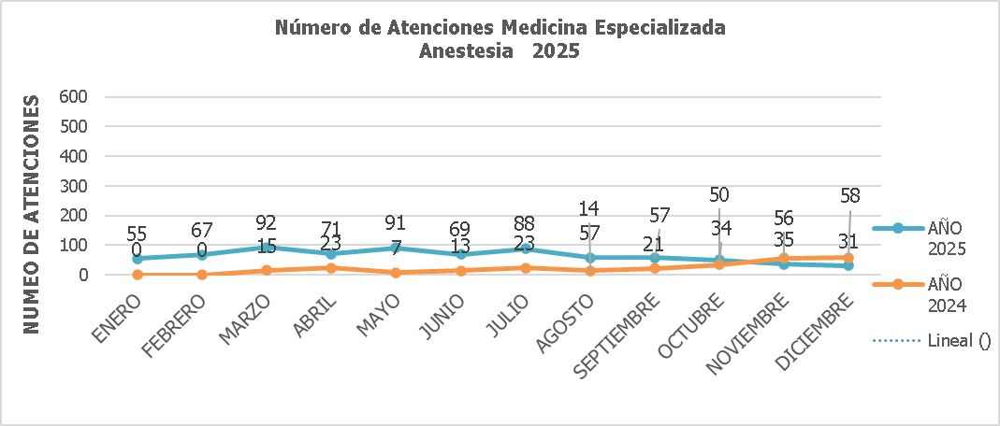 Número de Atenciones Medicina Especializada
Anestesia 2025
NUMEO DE ATENCIONES
600
500
400
300
200
100
0
55 67 92 71 91 69 88 14 57 50 56 58
0 0 15 23 7 13 23 57 21 34 35 31
ENERO
FEBRERO
MARZO
ABRIL
MAYO
JUNIO
JULIO
AGOSTO
SEPTIEMBRE
OCTUBRE
NOVIEMBRE
DICIEMBRE
AÑO
2025
AÑO
2024
Lineal ()